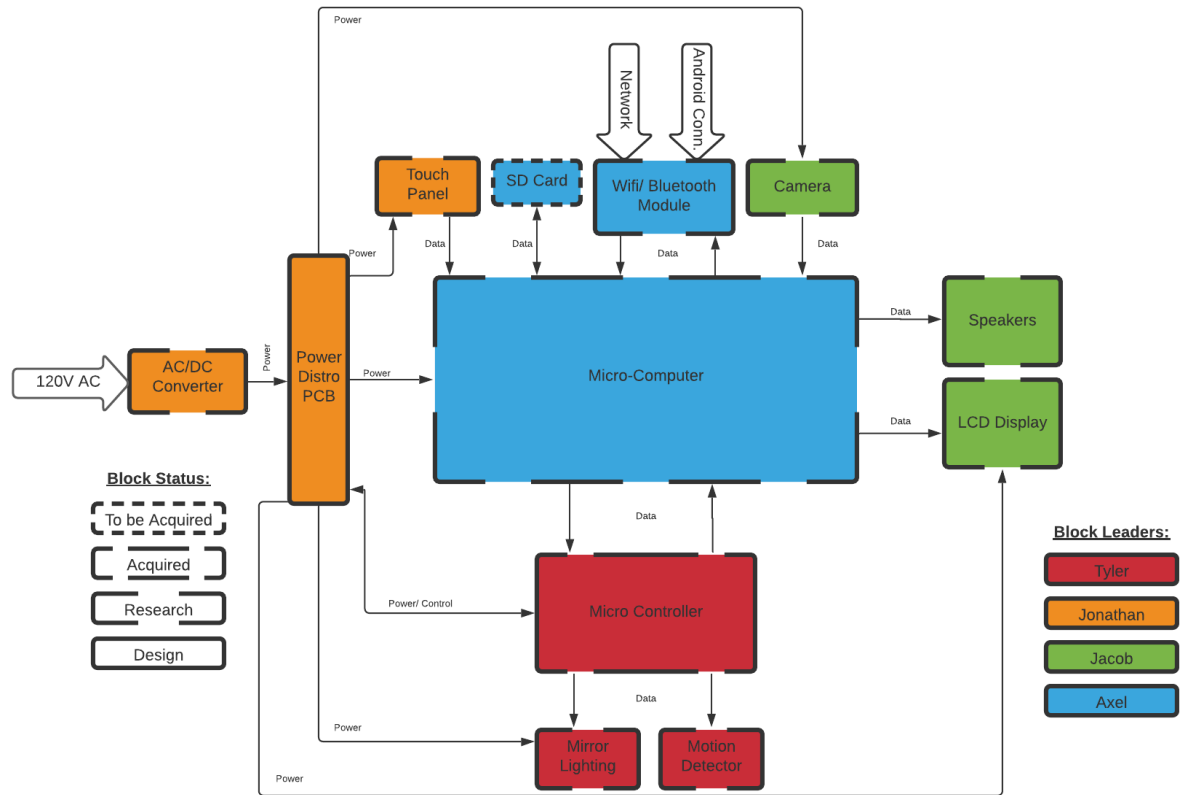 Power
Network
Android Conn.
Touch
Panel
SD Card
Wifi/ Bluetooth
Module
Camera
Power
Data
Data
Data
Data
120V AC
AC/DC
Converter
Power
Power
Distro
PCB
Power
Micro-Computer
Data
Speakers
Data
LCD Display
Block Status:
To be Acquired
Acquired
Research
Design
Data
Power/ Control
Micro Controller
Block Leaders:
Tyler
Jonathan
Jacob
Axel
Data
Power
Mirror
Lighting
Motion
Detector
Power